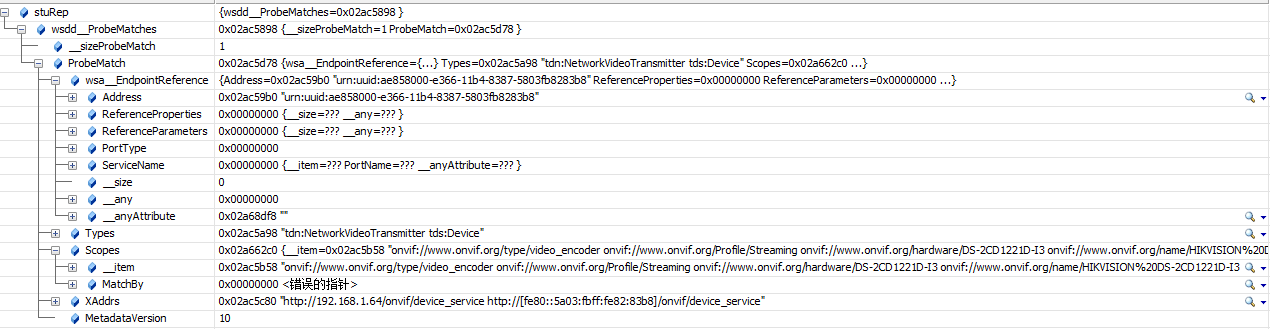 stuRep {wsdd__ProbeMatches=0x02ac5898 }
wsdd__ProbeMatches 0x02ac5898 {__sizeProbeMatch=1 ProbeMatch=0x02ac5d78 }
__sizeProbeMatch 1
ProbeMatch 0x02ac5d78 {wsa__EndpointReference={...} Types=0x02ac5a98 "tdn:NetworkVideoTransmitter tds:Device" Scopes=0x02a662c0 ...}
wsa__EndpointReference {Address=0x02ac59b0 "urn:uuid:ae858000-e366-11b4-8387-5803fb8283b8" ReferenceProperties=0x00000000 ReferenceParameters=0x00000000 ...}
Address 0x02ac59b0 "urn:uuid:ae858000-e366-11b4-8387-5803fb8283b8"
ReferenceProperties 0x00000000 {__size=??? __any=??? }
ReferenceParameters 0x00000000 {__size=??? __any=??? }
PortType 0x00000000
ServiceName 0x00000000 {__item=??? PortName=??? __anyAttribute=??? }
__size 0
__any 0x00000000
__anyAttribute 0x02a68df8 ""
Types 0x02ac5a98 "tdn:NetworkVideoTransmitter tds:Device"
Scopes 0x02a662c0 {__item=0x02ac5b58 "onvif://www.onvif.org/type/video_encoder onvif://www.onvif.org/Profile/Streaming onvif://www.onvif.org/hardware/DS-2CD1221D-I3 onvif://www.onvif.org/name/HIKVISION%20D
__item 0x02ac5b58 "onvif://www.onvif.org/type/video_encoder onvif://www.onvif.org/Profile/Streaming onvif://www.onvif.org/hardware/DS-2CD1221D-I3 onvif://www.onvif.org/name/HIKVISION%20DS-2CD1221D-I3
MatchBy 0x00000000 <错误的指针>
XAddrs 0x02ac5c80 "http://192.168.1.64/onvif/device_service http://[fe80::5a03:fbff:fe82:83b8]/onvif/device_service"
MetadataVersion 10